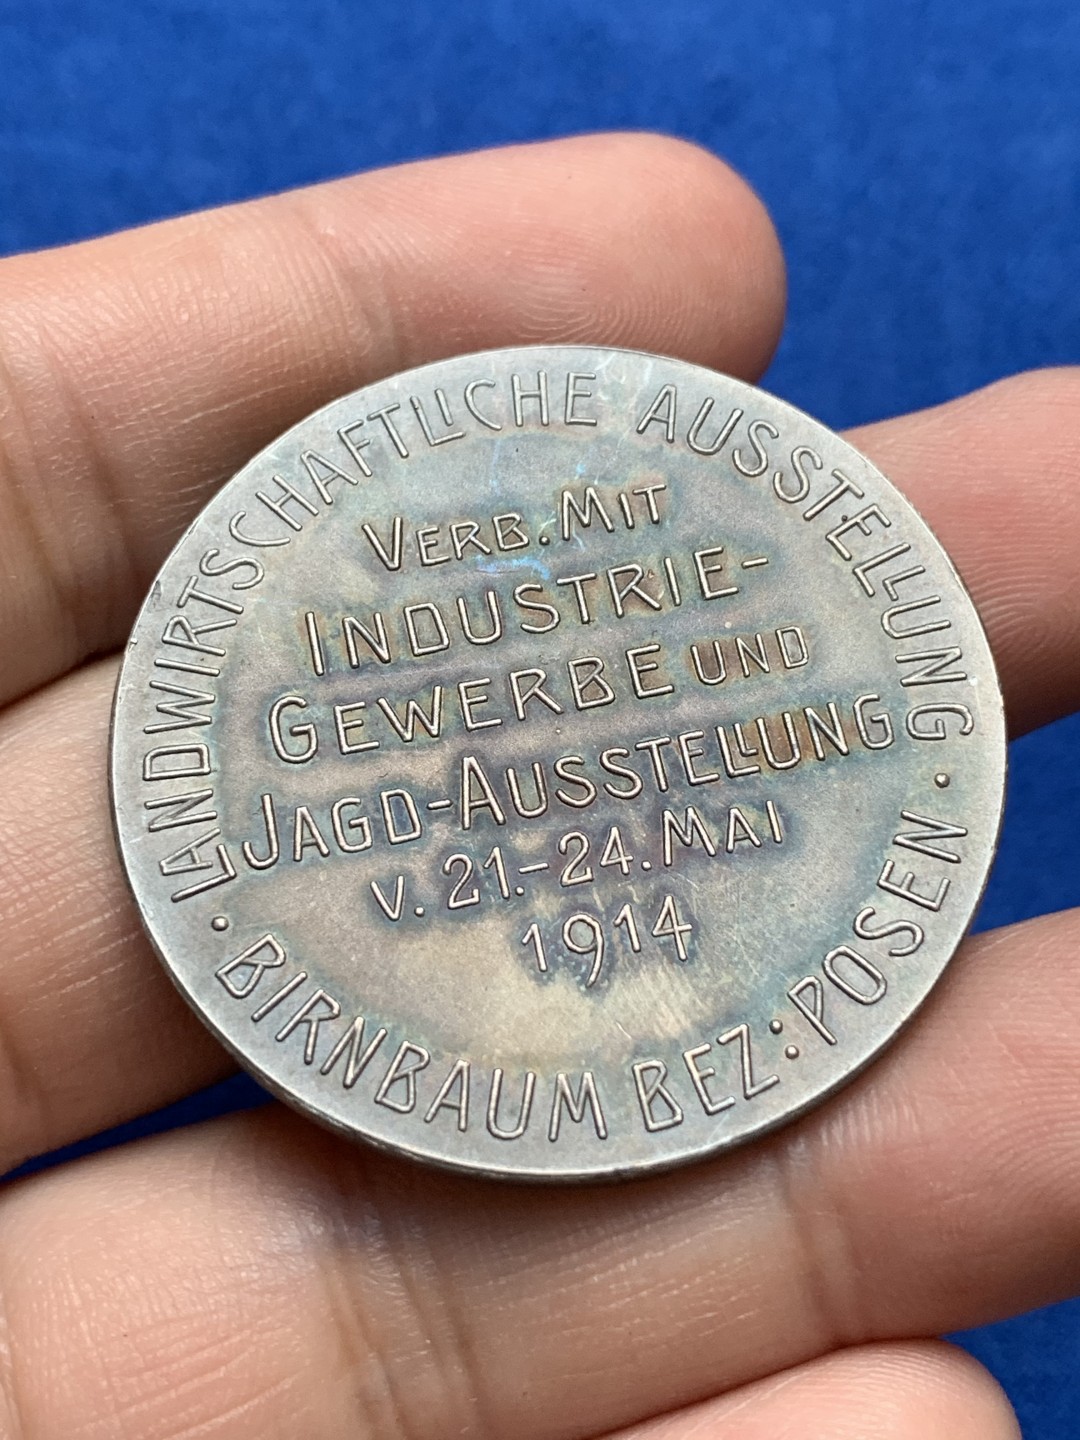 LANDWIRTSCHAFTLICHE AUSSTELLUNG
VERB. MIT
INDUSTRIE-
GEWERBE UND
JAGD-AUSSTELLUNG
V. 21.-24. MAI
1914
· BIRNBAUM BEZ: POSEN ·